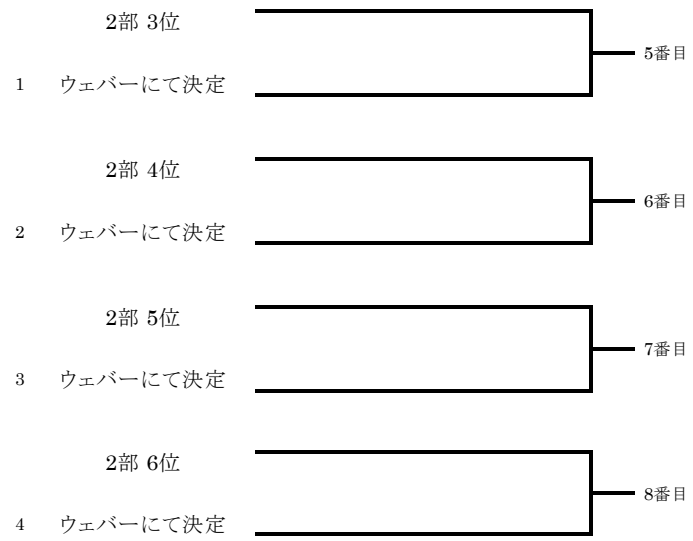 2部 3位
5番目
1 ウェバーにて決定
2部 4位
6番目
2 ウェバーにて決定
2部 5位
7番目
3 ウェバーにて決定
2部 6位
8番目
4 ウェバーにて決定